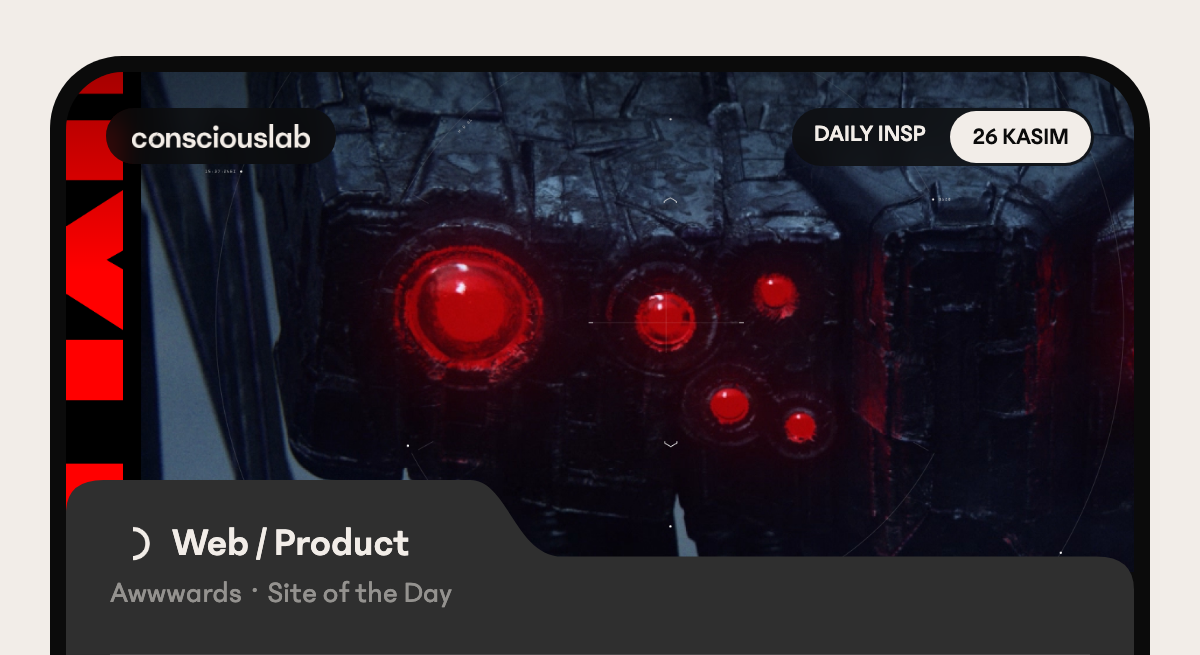 consciouslab
DAILY INSP
26 KASIM
Web / Product
Awwwards · Site of the Day